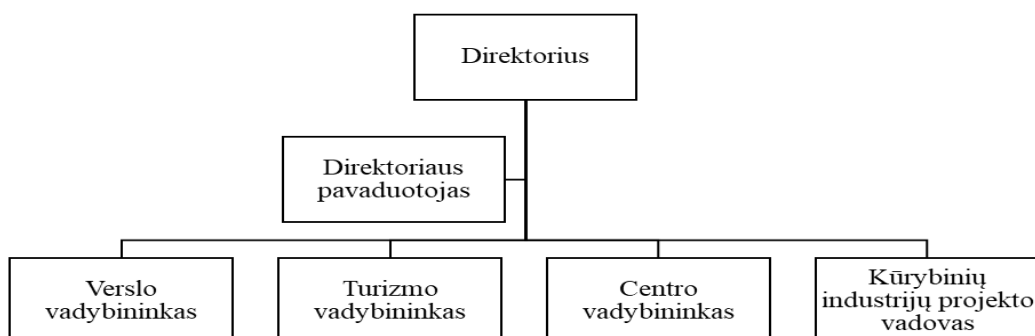 Direktorius
Direktoriaus
pavaduotojas
Verslo
vadybininkas
Turizmo
vadybininkas
Centro
vadybininkas
Kūrybinių
industrijų projekto
vadovas